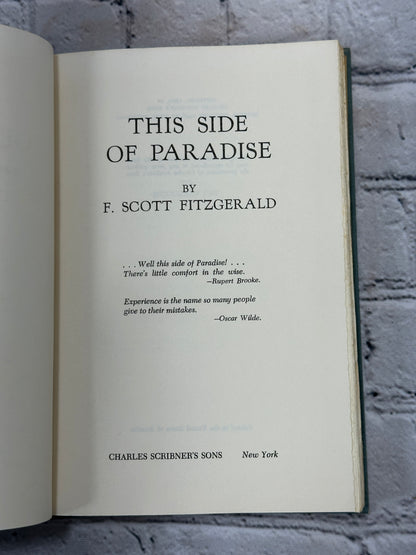 THIS SIDE
OF PARADISE
BY
F. SCOTT FITZGERALD
. . . Well this side of Paradise! . . .
There's little comfort in the wise.
—Rupert Brooke.
Experience is the name so many people
give to their mistakes.
—Oscar Wilde.
CHARLES SCRIBNER'S SONS New York